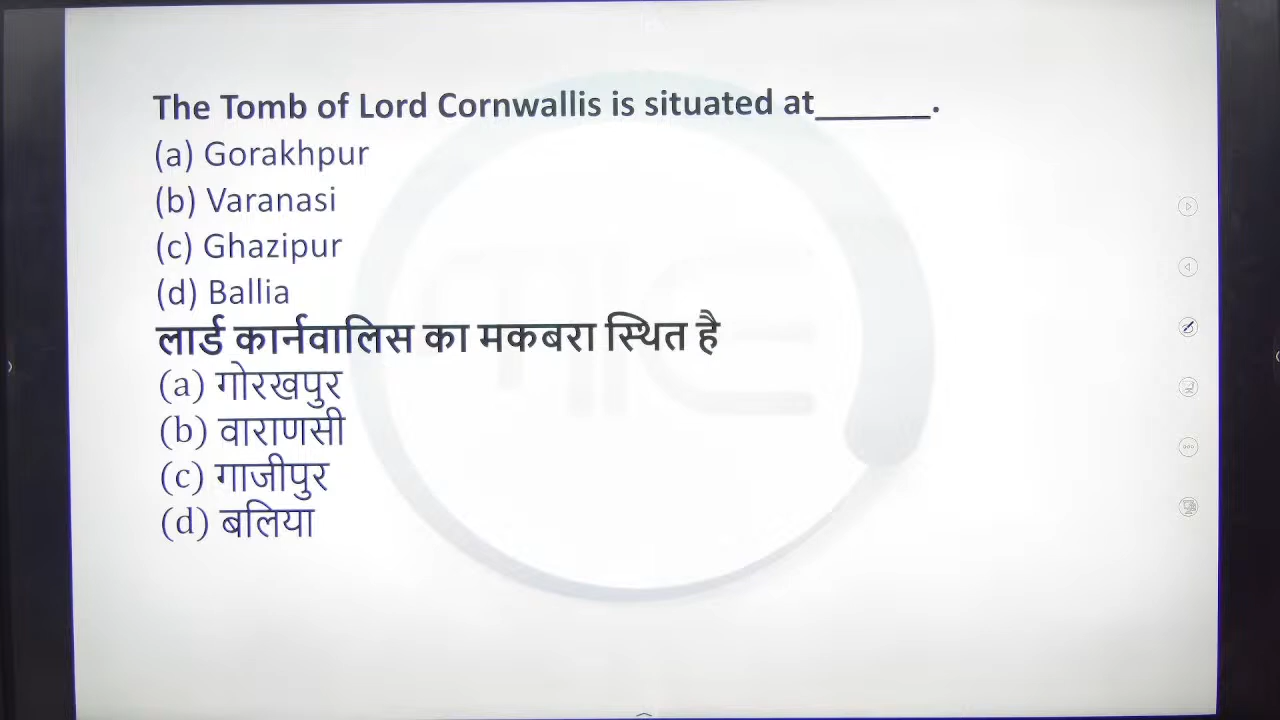 The Tomb of Lord Cornwallis is situated at_______.
(a) Gorakhpur
(b) Varanasi
(c) Ghazipur
(d) Ballia
लार्ड कार्नवालिस का मकबरा स्थित है
(a) गोरखपुर
(b) वाराणसी
(c) गाजीपुर
(d) बलिया